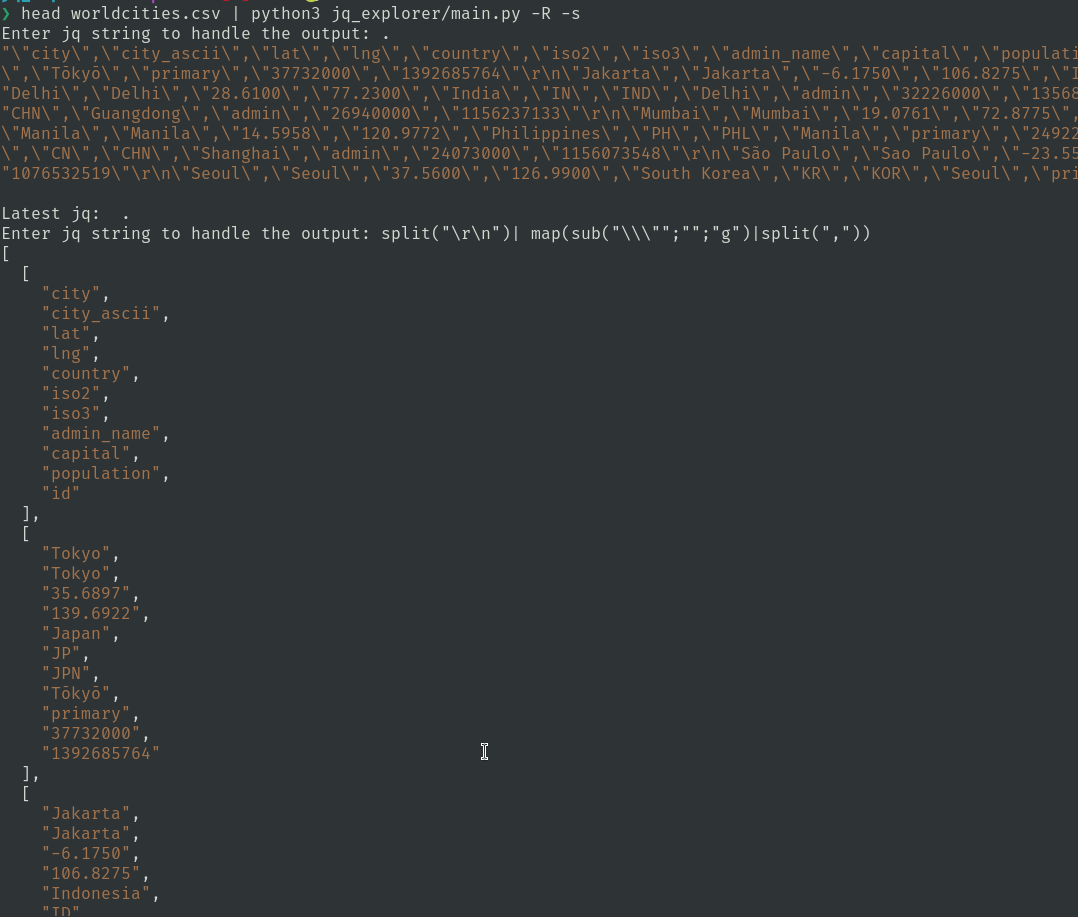 ❯ head worldcities.csv | python3 jq_explorer/main.py -R -s
Enter jq string to handle the output: .
"\"city\",\"city_ascii\",\"lat\",\"lng\",\"country\",\"iso2\",\"iso3\",\"admin_name\",\"capital\",\"populati
\",\"Tōkyō\",\"primary\",\"37732000\",\"1392685764\"\r\n\"Jakarta\",\"Jakarta\",\"-6.1750\",\"106.8275\",\"I
"Delhi\",\"Delhi\",\"28.6100\",\"77.2300\",\"India\",\"IN\",\"IND\",\"Delhi\",\"admin\",\"32226000\",\"13568
"CHN\",\"Guangdong\",\"admin\",\"26940000\",\"1156237133\"\r\n\"Mumbai\",\"Mumbai\",\"19.0761\",\"72.8775\",
\"Manila\",\"Manila\",\"14.5958\",\"120.9772\",\"Philippines\",\"PH\",\"PHL\",\"Manila\",\"primary\",\"24922
\",\"CN\",\"CHN\",\"Shanghai\",\"admin\",\"24073000\",\"1156073548\"\r\n\"São Paulo\",\"Sao Paulo\",\"-23.55
"1076532519\"\r\n\"Seoul\",\"Seoul\",\"37.5600\",\"126.9900\",\"South Korea\",\"KR\",\"KOR\",\"Seoul\",\"pri
Latest jq:  .
Enter jq string to handle the output: split("\r\n")| map(sub("\\\"";"";"g")|split(","))
[
[
"city",
"city_ascii",
"lat",
"lng",
"country",
"iso2",
"iso3",
"admin_name",
"capital",
"population",
"id"
],
[
"Tokyo",
"Tokyo",
"35.6897",
"139.6922",
"Japan",
"JP",
"JPN",
"Tōkyō",
"primary",
"37732000",
"1392685764"
],
[
"Jakarta",
"Jakarta",
"-6.1750",
"106.8275",
"Indonesia",
"ID"